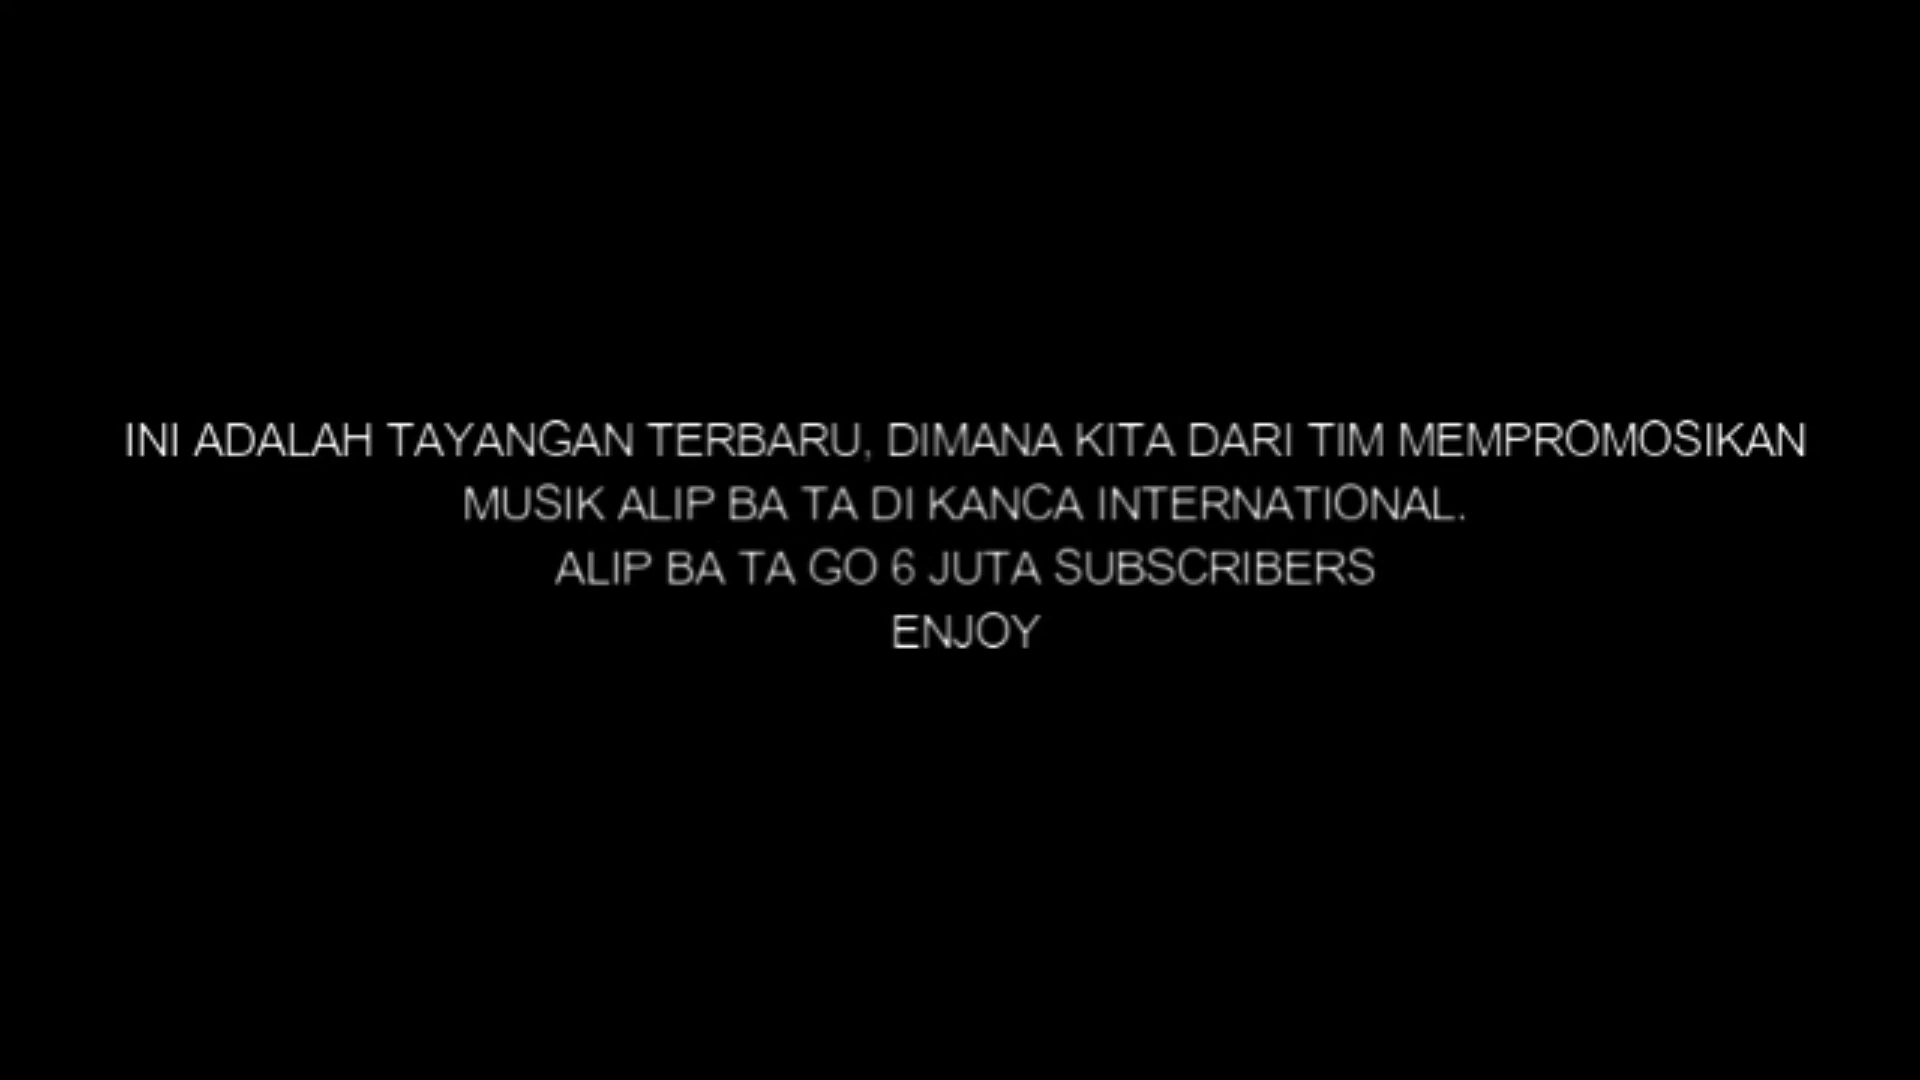 INI ADALAH TAYANGAN TERBARU, DIMANA KITA DARI TIM MEMPROMOSIKAN
MUSIK ALIP BA TA DI KANCA INTERNATIONAL.
ALIP BA TA GO 6 JUTA SUBSCRIBERS
ENJOY